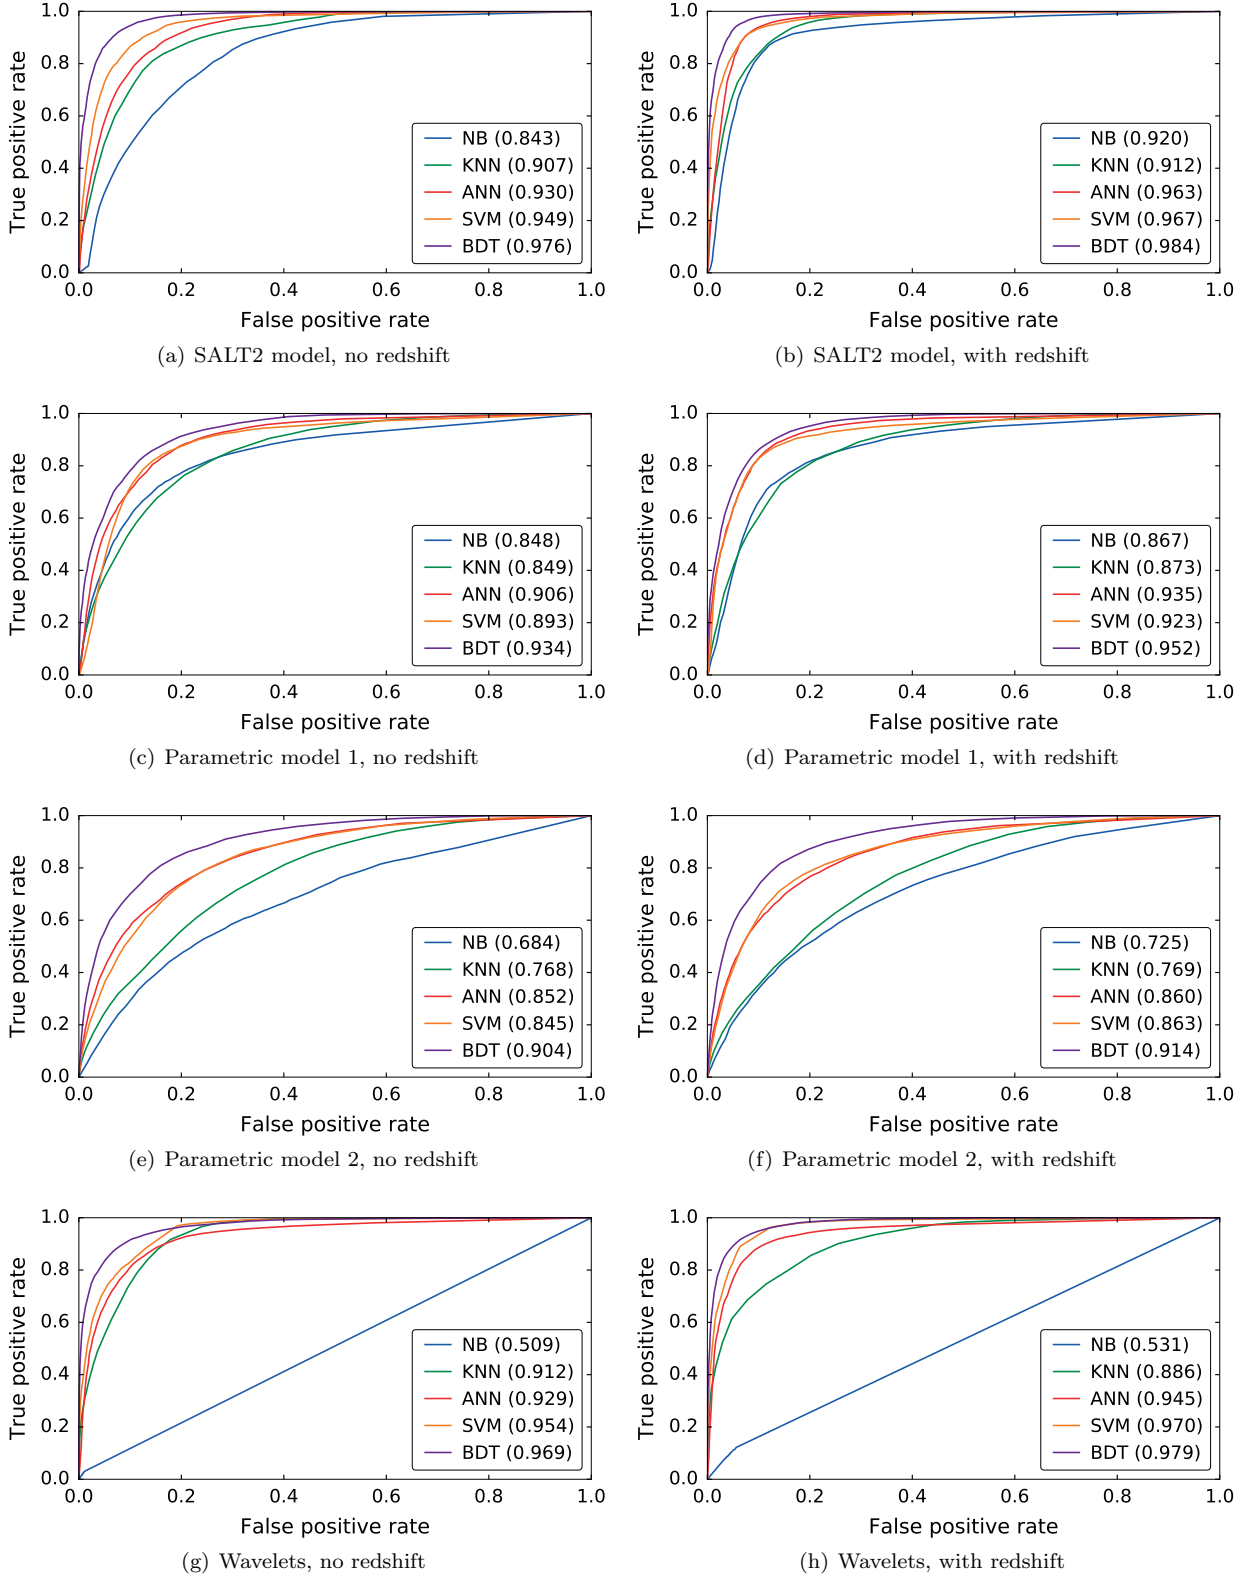 1.0
0.8
0.6
0.4
0.2
0.0
True positive rate
NB (0.843)
KNN (0.907)
ANN (0.930)
SVM (0.949)
BDT (0.976)
0.0 0.2 0.4 0.6 0.8 1.0
False positive rate
(a) SALT2 model, no redshift
1.0
0.8
0.6
0.4
0.2
0.0
True positive rate
NB (0.920)
KNN (0.912)
ANN (0.963)
SVM (0.967)
BDT (0.984)
0.0 0.2 0.4 0.6 0.8 1.0
False positive rate
(b) SALT2 model, with redshift
1.0
0.8
0.6
0.4
0.2
0.0
True positive rate
NB (0.848)
KNN (0.849)
ANN (0.906)
SVM (0.893)
BDT (0.934)
0.0 0.2 0.4 0.6 0.8 1.0
False positive rate
(c) Parametric model 1, no redshift
1.0
0.8
0.6
0.4
0.2
0.0
True positive rate
NB (0.867)
KNN (0.873)
ANN (0.935)
SVM (0.923)
BDT (0.952)
0.0 0.2 0.4 0.6 0.8 1.0
False positive rate
(d) Parametric model 1, with redshift
1.0
0.8
0.6
0.4
0.2
0.0
True positive rate
NB (0.684)
KNN (0.768)
ANN (0.852)
SVM (0.845)
BDT (0.904)
0.0 0.2 0.4 0.6 0.8 1.0
False positive rate
(e) Parametric model 2, no redshift
1.0
0.8
0.6
0.4
0.2
0.0
True positive rate
NB (0.725)
KNN (0.769)
ANN (0.860)
SVM (0.863)
BDT (0.914)
0.0 0.2 0.4 0.6 0.8 1.0
False positive rate
(f) Parametric model 2, with redshift
1.0
0.8
0.6
0.4
0.2
0.0
True positive rate
NB (0.509)
KNN (0.912)
ANN (0.929)
SVM (0.954)
BDT (0.969)
0.0 0.2 0.4 0.6 0.8 1.0
False positive rate
(g) Wavelets, no redshift
1.0
0.8
0.6
0.4
0.2
0.0
True positive rate
NB (0.531)
KNN (0.886)
ANN (0.945)
SVM (0.970)
BDT (0.979)
0.0 0.2 0.4 0.6 0.8 1.0
False positive rate
(h) Wavelets, with redshift